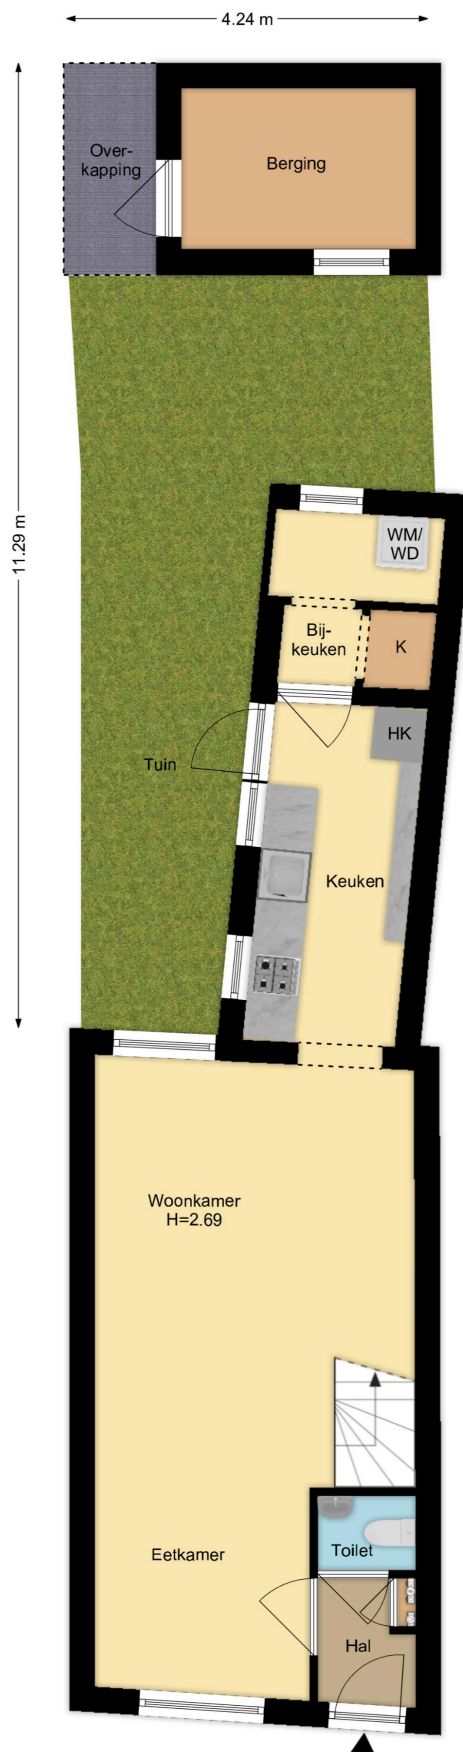 4.24 m
Over-
kapping
Berging
11.29 m
WM/
WD
Bij-
keuken
K
HK
Tuin
Keuken
Woonkamer
H=2.69
Eetkamer
Toilet
Hal